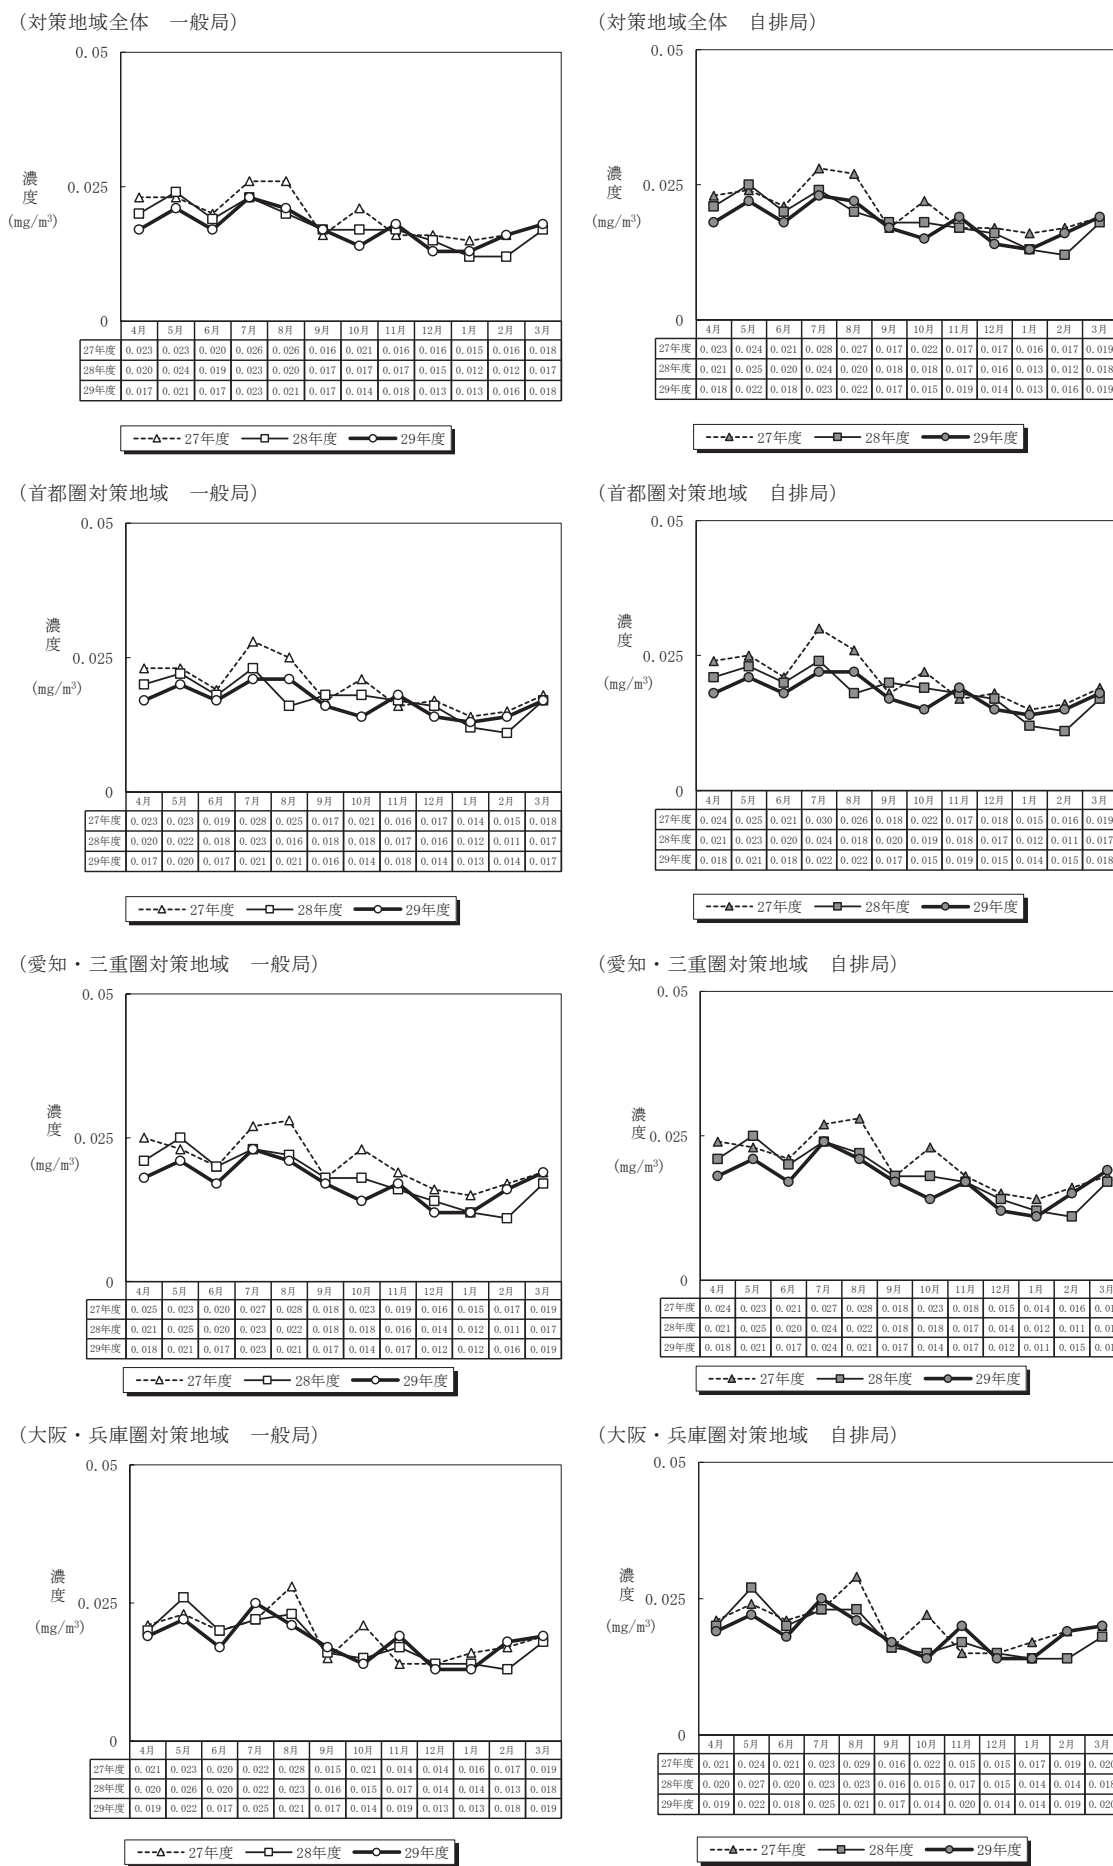 (対策地域全体　一般局)
0.05
濃度
(mg/m³)
0.025
0
4月 5月 6月 7月 8月 9月 10月 11月 12月 1月 2月 3月
27年度 0.023 0.023 0.020 0.026 0.026 0.016 0.021 0.016 0.016 0.015 0.016 0.018
28年度 0.020 0.024 0.019 0.023 0.020 0.017 0.017 0.017 0.015 0.012 0.012 0.017
29年度 0.017 0.021 0.017 0.023 0.021 0.017 0.014 0.018 0.013 0.013 0.016 0.018
27年度 28年度 29年度
(対策地域全体　自排局)
0.05
濃度
(mg/m³)
0.025
0
4月 5月 6月 7月 8月 9月 10月 11月 12月 1月 2月 3月
27年度 0.023 0.024 0.021 0.028 0.027 0.017 0.022 0.017 0.017 0.016 0.017 0.019
28年度 0.021 0.025 0.020 0.024 0.020 0.018 0.018 0.017 0.016 0.013 0.012 0.018
29年度 0.018 0.022 0.018 0.023 0.022 0.017 0.015 0.019 0.014 0.013 0.016 0.019
27年度 28年度 29年度
(首都圏対策地域　一般局)
0.05
濃度
(mg/m³)
0.025
0
4月 5月 6月 7月 8月 9月 10月 11月 12月 1月 2月 3月
27年度 0.023 0.023 0.019 0.028 0.025 0.017 0.021 0.016 0.017 0.014 0.015 0.018
28年度 0.020 0.022 0.018 0.023 0.016 0.018 0.018 0.017 0.016 0.012 0.011 0.017
29年度 0.017 0.020 0.017 0.021 0.021 0.016 0.014 0.018 0.014 0.013 0.014 0.017
27年度 28年度 29年度
(首都圏対策地域　自排局)
0.05
濃度
(mg/m³)
0.025
0
4月 5月 6月 7月 8月 9月 10月 11月 12月 1月 2月 3月
27年度 0.024 0.025 0.021 0.030 0.026 0.018 0.022 0.017 0.018 0.015 0.016 0.019
28年度 0.021 0.023 0.020 0.024 0.018 0.020 0.019 0.018 0.017 0.012 0.011 0.017
29年度 0.018 0.021 0.018 0.022 0.022 0.017 0.015 0.019 0.015 0.014 0.015 0.018
27年度 28年度 29年度
(愛知・三重圏対策地域　一般局)
0.05
濃度
(mg/m³)
0.025
0
4月 5月 6月 7月 8月 9月 10月 11月 12月 1月 2月 3月
27年度 0.025 0.023 0.020 0.027 0.028 0.018 0.023 0.019 0.016 0.015 0.017 0.019
28年度 0.021 0.025 0.020 0.023 0.022 0.018 0.018 0.016 0.014 0.012 0.011 0.017
29年度 0.018 0.021 0.017 0.023 0.021 0.017 0.014 0.017 0.012 0.012 0.016 0.019
27年度 28年度 29年度
(愛知・三重圏対策地域　自排局)
0.05
濃度
(mg/m³)
0.025
0
4月 5月 6月 7月 8月 9月 10月 11月 12月 1月 2月 3月
27年度 0.024 0.023 0.021 0.027 0.028 0.018 0.023 0.018 0.015 0.014 0.016
28年度 0.021 0.025 0.020 0.024 0.022 0.018 0.018 0.017 0.014 0.012 0.011
29年度 0.018 0.021 0.017 0.024 0.021 0.017 0.014 0.017 0.012 0.011 0.015
27年度 28年度 29年度
(大阪・兵庫圏対策地域　一般局)
0.05
濃度
(mg/m³)
0.025
0
4月 5月 6月 7月 8月 9月 10月 11月 12月 1月 2月 3月
27年度 0.021 0.023 0.020 0.022 0.028 0.015 0.021 0.014 0.014 0.016 0.017 0.019
28年度 0.020 0.026 0.020 0.022 0.023 0.016 0.015 0.017 0.014 0.014 0.013 0.018
29年度 0.019 0.022 0.017 0.025 0.021 0.017 0.014 0.019 0.013 0.013 0.018 0.019
27年度 28年度 29年度
(大阪・兵庫圏対策地域　自排局)
0.05
濃度
(mg/m³)
0.025
0
4月 5月 6月 7月 8月 9月 10月 11月 12月 1月 2月 3月
27年度 0.021 0.024 0.021 0.023 0.029 0.016 0.022 0.015 0.015 0.017 0.019 0.020
28年度 0.020 0.027 0.020 0.023 0.023 0.016 0.015 0.017 0.015 0.014 0.014 0.018
29年度 0.019 0.022 0.018 0.025 0.021 0.017 0.014 0.020 0.014 0.014 0.019 0.020
27年度 28年度 29年度